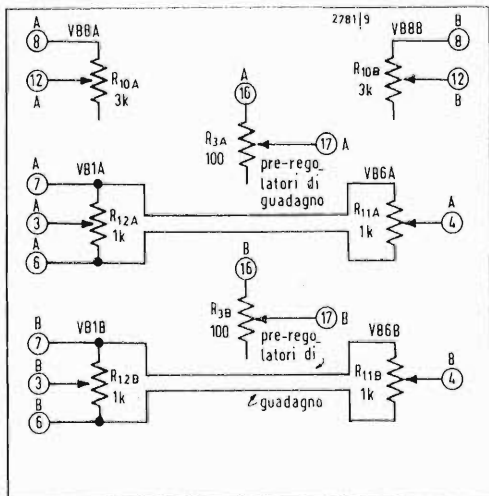 2781|9
A VB8A
8
12
A
R10A
3k
VB8B B
8
12
B
R10B
3k
A
16
R3A
100
17 A
pre-rego_
latori di
guadagno
A VB1A
7
A
3
R12A
1k
A
6
VB6A
R11A
1k
A
4
B
16
R3B
100
17 B
pre-rego_
latori di
guadagno
B VB1B
7
B
3
R12B
1k
B
6
VB6B
R11B
1k
B
4